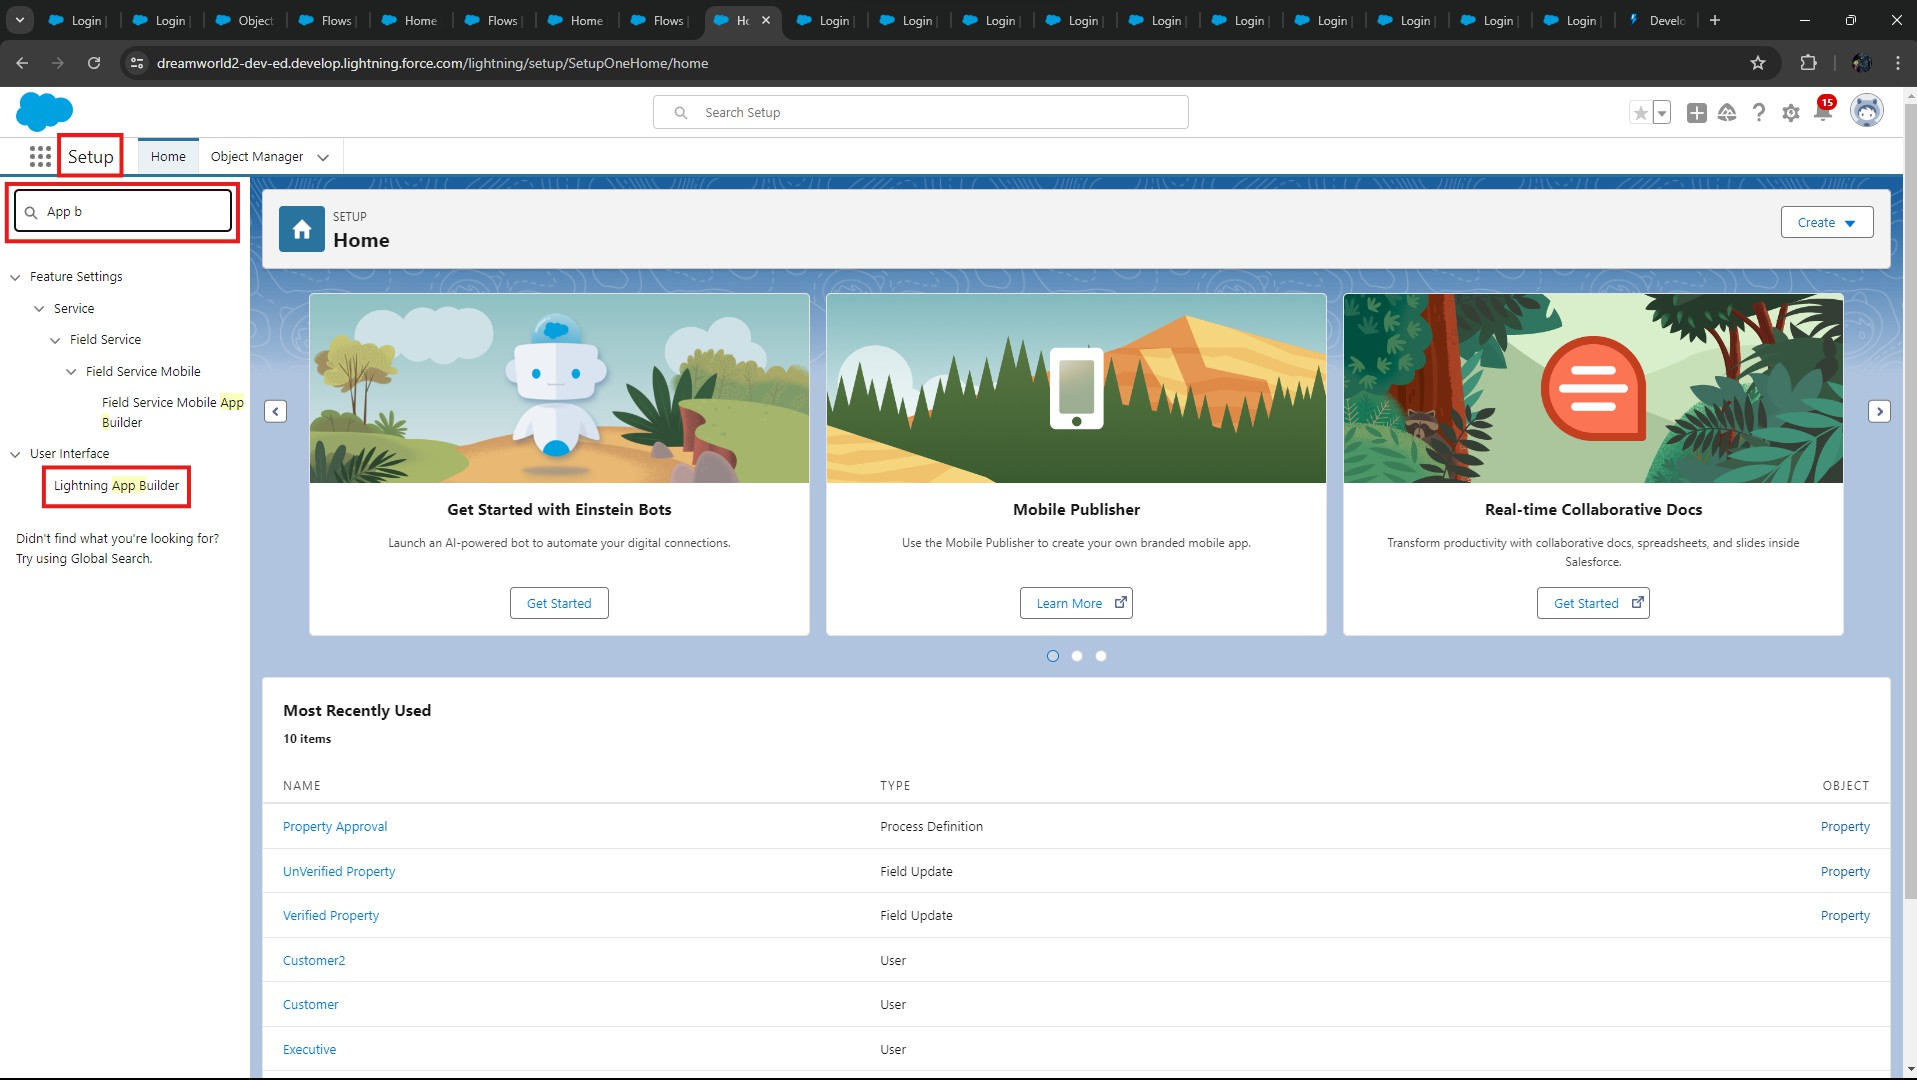 Login
Login
Object
Flows
Home
Flows
Home
Flows
Login
Login
Login
Login
Login
Login
Login
Login
Login
Login
Develo
dreamworld2-dev-ed.develop.lightning.force.com/lightning/setup/SetupOneHome/home
Search Setup
15
Setup
Home
Object Manager
App b
Feature Settings
Service
Field Service
Field Service Mobile
Field Service Mobile App
Builder
User Interface
Lightning App Builder
Didn't find what you're looking for?
Try using Global Search.
SETUP
Home
Create
Get Started with Einstein Bots
Launch an AI-powered bot to automate your digital connections.
Get Started
Mobile Publisher
Use the Mobile Publisher to create your own branded mobile app.
Learn More
Real-time Collaborative Docs
Transform productivity with collaborative docs, spreadsheets, and slides inside
Salesforce.
Get Started
Most Recently Used
10 items
NAME TYPE OBJECT
Property Approval Process Definition Property
UnVerified Property Field Update Property
Verified Property Field Update Property
Customer2 User
Customer User
Executive User